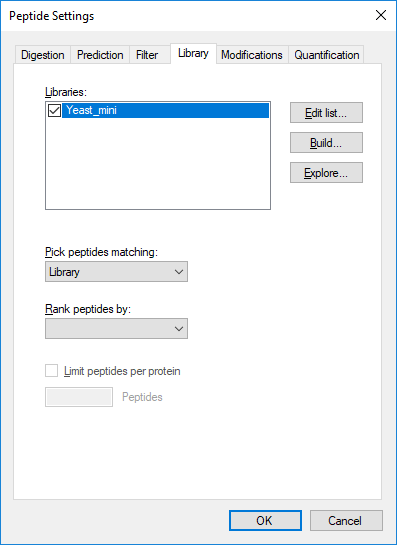 Peptide Settings
Digestion Prediction Filter Library Modifications Quantification
Libraries:
Yeast_mini
Edit list...
Build...
Explore...
Pick peptides matching:
Library
Rank peptides by:
Limit peptides per protein
Peptides
OK Cancel